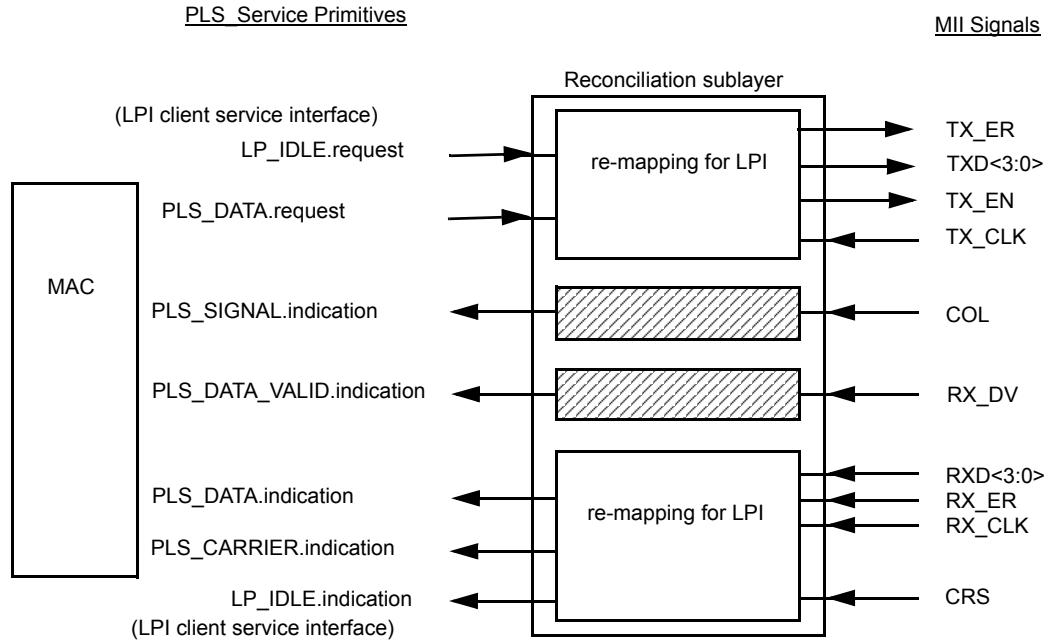 PLS_Service Primitives
MII Signals
Reconciliation sublayer
(LPI client service interface)
LP_IDLE.request
PLS_DATA.request
re-mapping for LPI
TX_ER
TXD<3:0>
TX_EN
TX_CLK
MAC
PLS_SIGNAL.indication
COL
PLS_DATA_VALID.indication
RX_DV
PLS_DATA.indication
PLS_CARRIER.indication
LP_IDLE.indication
(LPI client service interface)
re-mapping for LPI
RXD<3:0>
RX_ER
RX_CLK
CRS